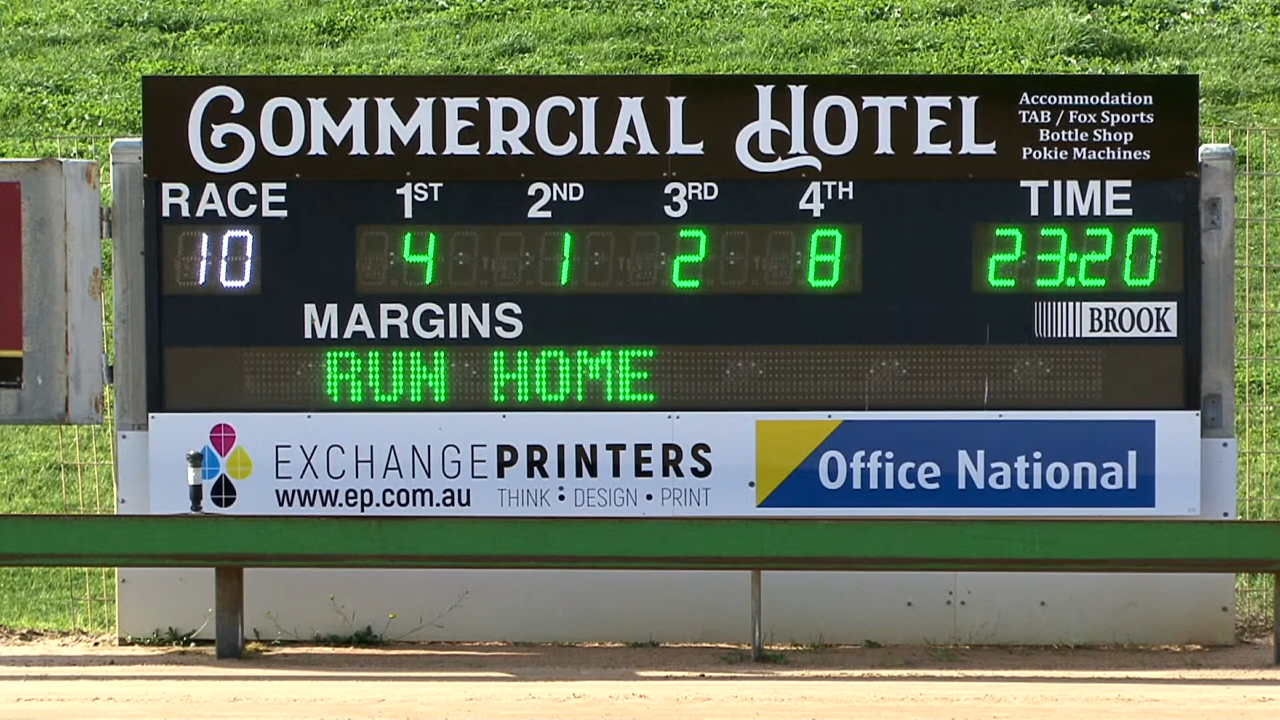 COMMERCIAL HOTEL
Accommodation
TAB / Fox Sports
Bottle Shop
Pokie Machines
RACE 1ST 2ND 3RD 4TH TIME
10 4 1 2 8 23:20
MARGINS
BROOK
RUN HOME
EXCHANGEPRINTERS
www.ep.com.au THINK : DESIGN • PRINT
Office National